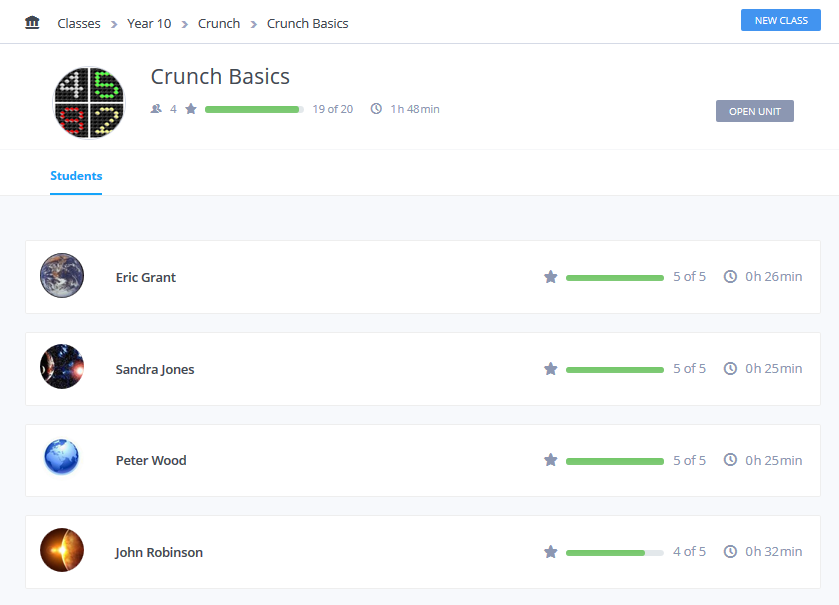 Classes > Year 10 > Crunch > Crunch Basics
NEW CLASS
45
92
Crunch Basics
4 19 of 20 1h 48min
OPEN UNIT
Students
Eric Grant 5 of 5 0h 26min
Sandra Jones 5 of 5 0h 25min
Peter Wood 5 of 5 0h 25min
John Robinson 4 of 5 0h 32min